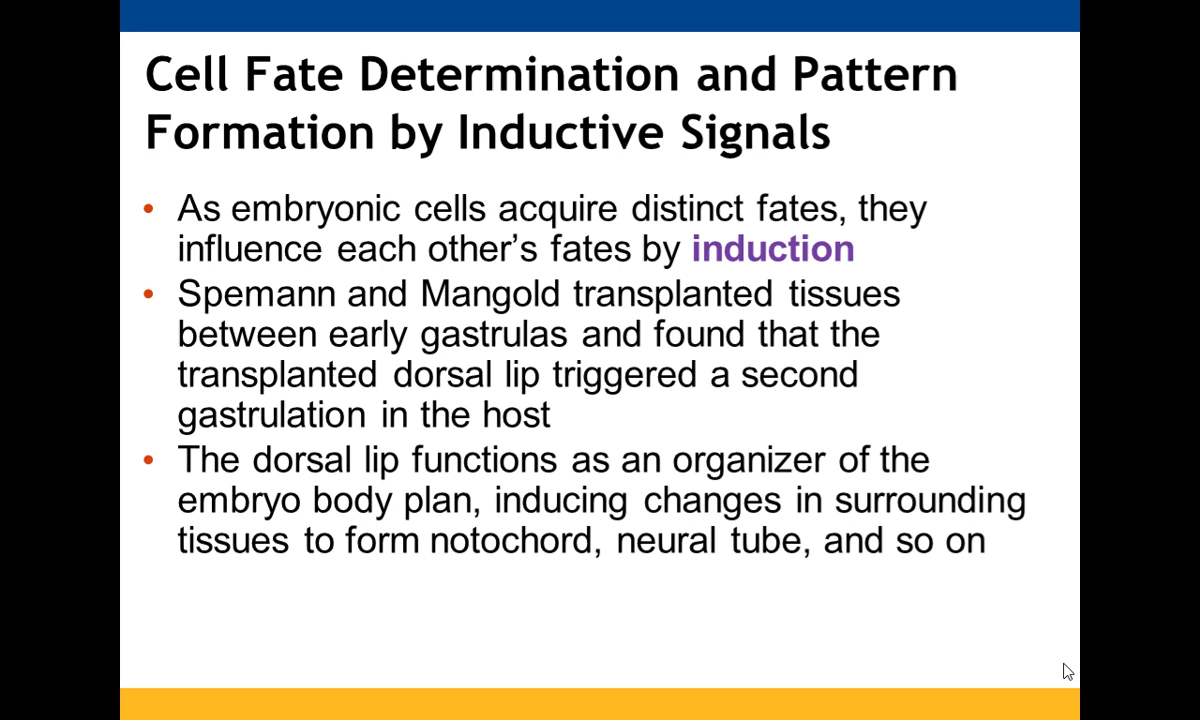 Cell Fate Determination and Pattern
Formation by Inductive Signals
• As embryonic cells acquire distinct fates, they
influence each other’s fates by induction
• Spemann and Mangold transplanted tissues
between early gastrulas and found that the
transplanted dorsal lip triggered a second
gastrulation in the host
• The dorsal lip functions as an organizer of the
embryo body plan, inducing changes in surrounding
tissues to form notochord, neural tube, and so on